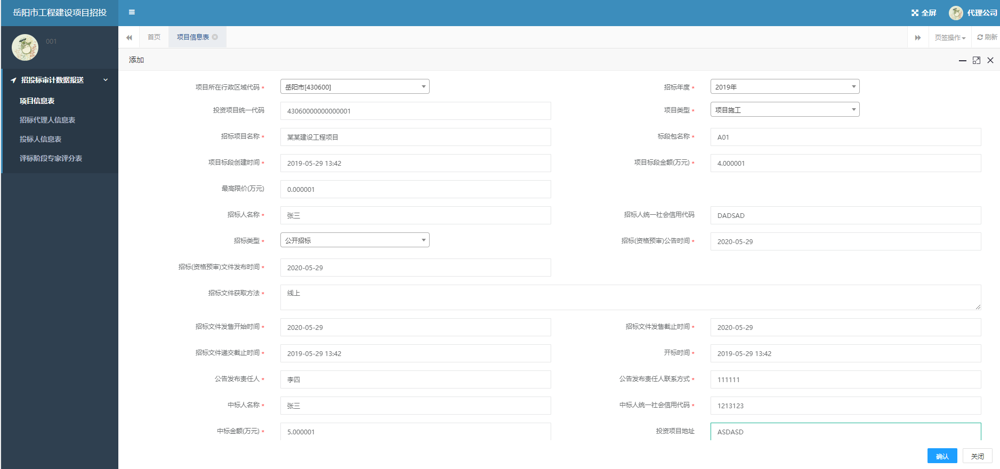 岳阳市工程建设项目招投
全屏
代理公司
001
首页
项目信息表
页签操作
刷新
添加
招投标审计数据报送
项目信息表
招标代理人信息表
投标人信息表
评标阶段专家评分表
项目所在行政区域代码 * 岳阳市[430600] 招标年度 * 2019年
投资项目统一代码 43060000000000001 项目类型 * 项目施工
招标项目名称 * 某某建设工程项目 标段包名称 * A01
项目标段创建时间 * 2019-05-29 13:42 项目标段金额(万元) * 4.000001
最高限价(万元) 0.000001
招标人名称 * 张三 招标人统一社会信用代码 DADSAD
招标类型 * 公开招标 招标(资格预审)公告时间 * 2020-05-29
招标(资格预审)文件发布时间 * 2020-05-29
招标文件获取方法 * 线上
招标文件发售开始时间 * 2020-05-29 招标文件发售截止时间 * 2020-05-29
招标文件递交截止时间 * 2019-05-29 13:42 开标时间 * 2019-05-29 13:42
公告发布责任人 * 李四 公告发布责任人联系方式 * 111111
中标人名称 * 张三 中标人统一社会信用代码 * 1213123
中标金额(万元) * 5.000001 投资项目地址 ASDASD
确认 关闭